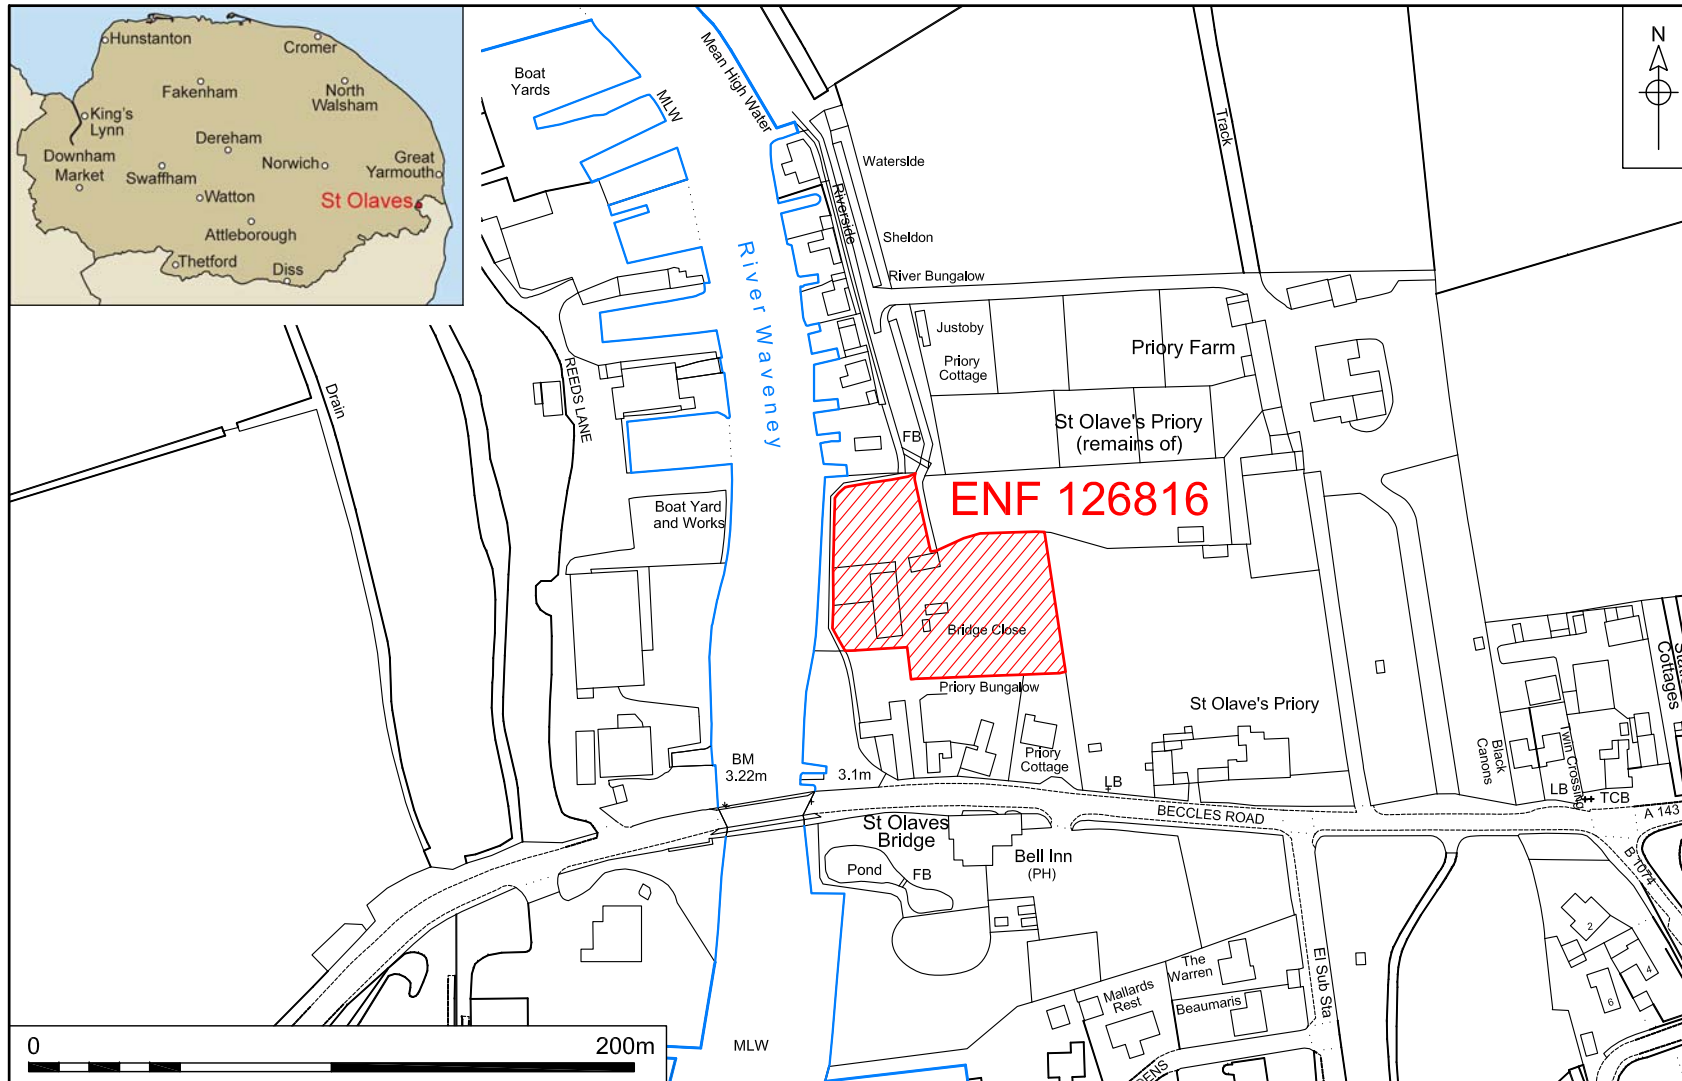 Hunstanton
Cromer
Fakenham
North
Walsham
King's
Lynn
Dereham
Downham
Market
Swaffham
Norwich
Great
Yarmouth
Watton
St Olaves
Attleborough
Thetford
Diss
N
Boat
Yards
MLW
Mean High Water
Track
Waterside
Riverside
Sheldon
River Bungalow
River Waveney
Justoby
Priory
Cottage
Priory Farm
REEDS LANE
Drain
St Olave's Priory
(remains of)
FB
ENF 126816
Boat Yard
and Works
Bridge Close
Priory Bungalow
St Olave's Priory
Cottages
Black
Canons
Twin Crossing
Priory
Cottage
BM
3.22m
3.1m
LB
LB
TCB
BECCLES ROAD
A 143
B 1074
St Olaves
Bridge
Bell Inn
(PH)
Pond
FB
The
Warren
Mallards
Rest
Beaumaris
El Sub Sta
2
4
6
MLW
0
200m